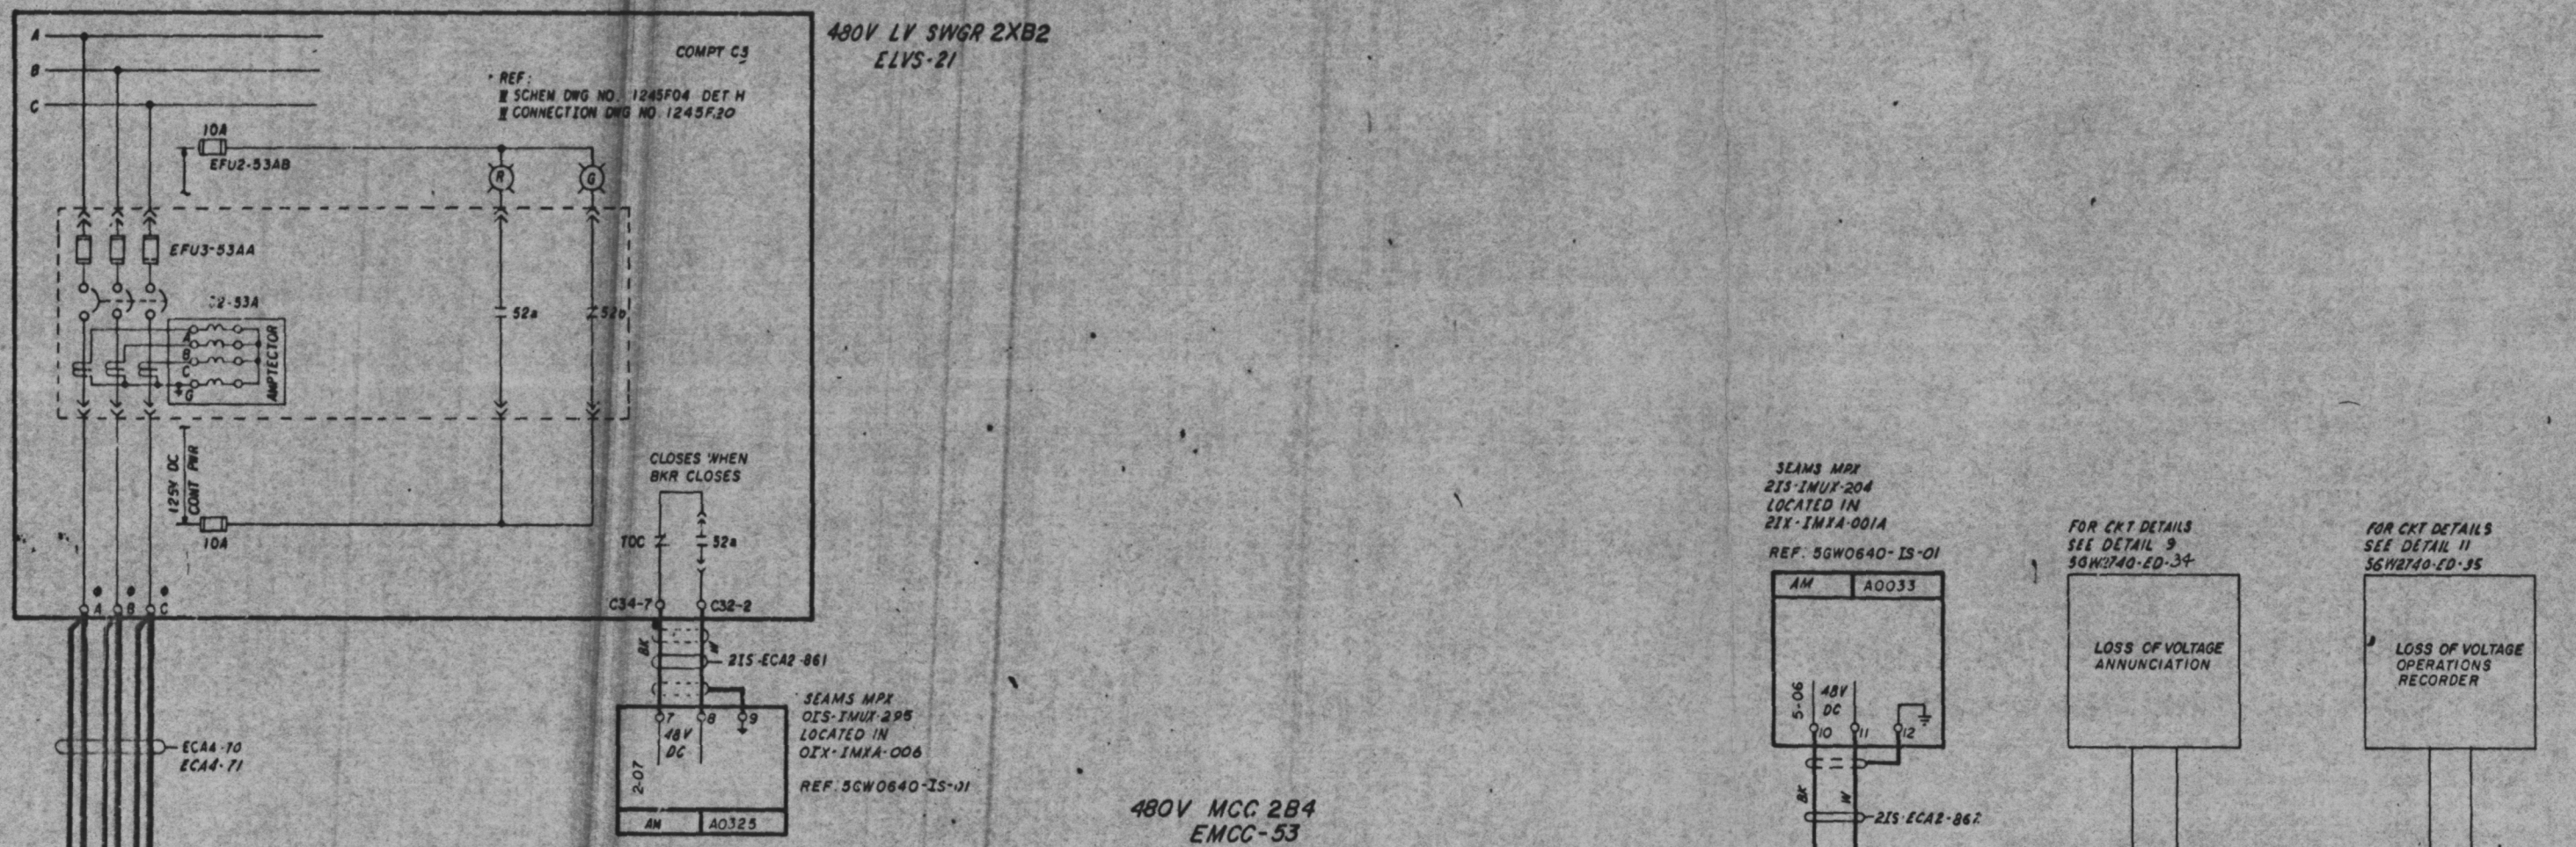 480V LV SWGR 2XB2
ELVS-21
A
B
C
COMPT C3
REF:
SCHEM DWG NO. 1245F04 DET H
CONNECTION DWG NO 1245F20
10A
EFU2-53AB
R
G
EFU3-53AA
52a
52b
A
B
C
G
AMPTECTOR
125V DC
CONT PWR
10A
CLOSES WHEN
BKR CLOSES
TOC
52a
A
B
C
C34-7
C32-2
BK
W
2IS-ECA2-861
7
8
9
48V
DC
2-07
AM
A0325
SEAMS MPX
OIS-IMUX-295
LOCATED IN
OIX-IMXA-006
REF. 5GW0640-IS-01
ECA4-70
ECA4-71
480V MCC 2B4
EMCC-53
SEAMS MPX
2IS-IMUX-204
LOCATED IN
2IX-IMXA-001A
REF. 5GW0640-IS-01
AM
A0033
5-06
48V
DC
10
11
12
BK
W
2IS-ECA2-862
FOR CKT DETAILS
SEE DETAIL 9
5GW2740-ED-34
LOSS OF VOLTAGE
ANNUNCIATION
FOR CKT DETAILS
SEE DETAIL 11
5GW2740-ED-35
LOSS OF VOLTAGE
OPERATIONS
RECORDER